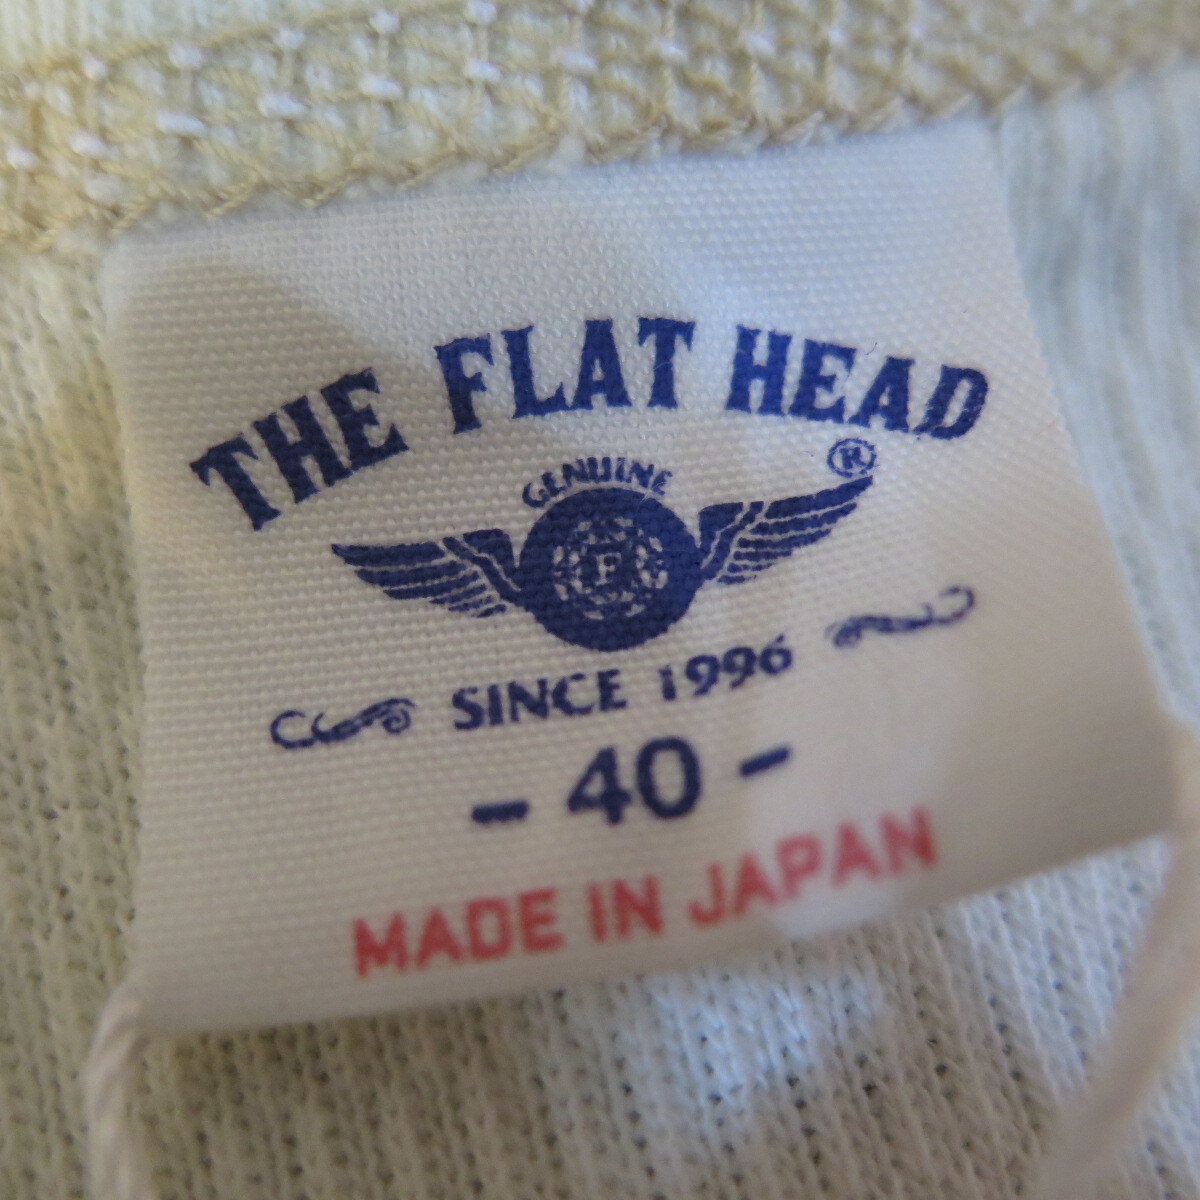 THE FLAT HEAD
®
GENUINE
F
SINCE 1996
- 40 -
MADE IN JAPAN